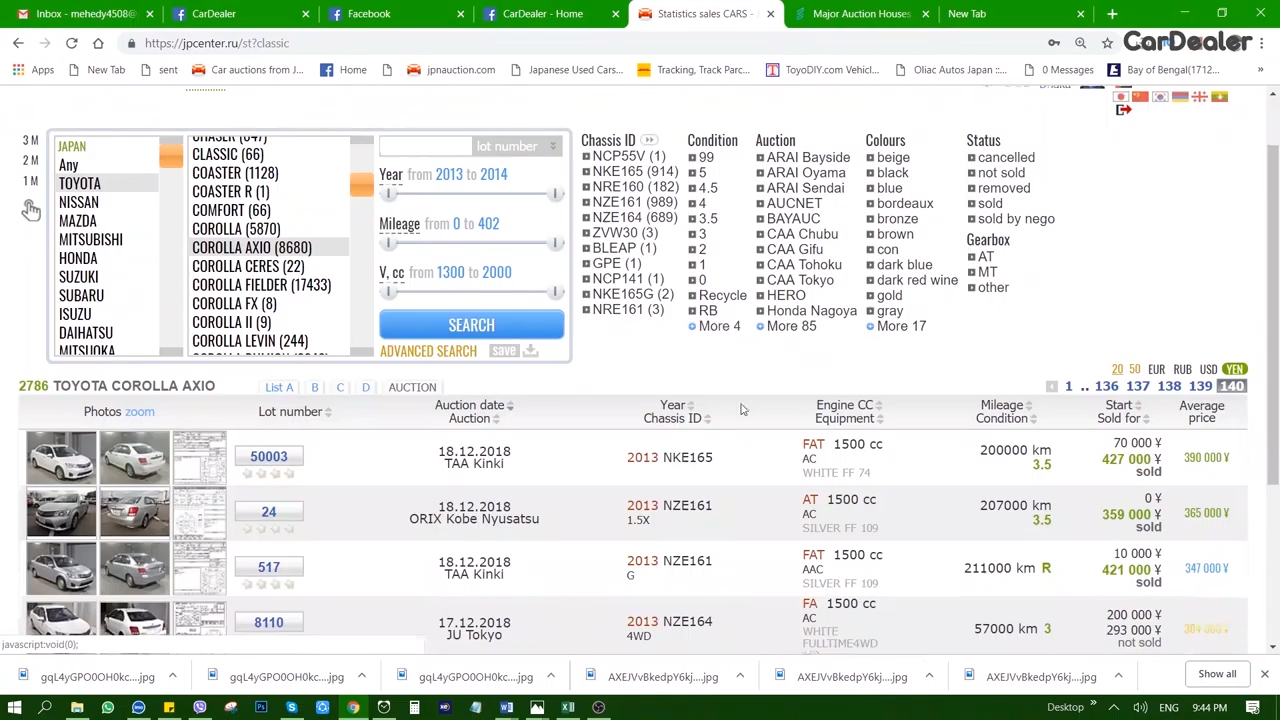 mehedy4508@
Facebook
CarDealer - Home
Statistics sales CARS -
Major Auction Houses
New Tab
https://jpcenter.ru/st?classic
CarDealer
Apps
New Tab
sent
Car auctions from J...
Home
jpnauction.com
Japanese Used Cars...
Tracking, Track Parc...
ToyoDIY.com Vehicl...
Oliac Autos Japan ::...
0 Messages
Bay of Bengal(1712...
»
3 M
2 M
1 M
JAPAN
Any
TOYOTA
NISSAN
MAZDA
MITSUBISHI
HONDA
SUZUKI
SUBARU
ISUZU
DAIHATSU
MITSUOKA
CHASER (647)
CLASSIC (66)
COASTER (1128)
COASTER R (1)
COMFORT (66)
COROLLA (5870)
COROLLA AXIO (8680)
COROLLA CERES (22)
COROLLA FIELDER (17433)
COROLLA FX (8)
COROLLA II (9)
COROLLA LEVIN (244)
lot number
Year from 2013 to 2014
Mileage from 0 to 402
V, cc from 1300 to 2000
SEARCH
ADVANCED SEARCH save
Chassis ID
NCP55V (1)
NKE165 (914)
NRE160 (182)
NZE161 (989)
NZE164 (689)
ZVW30 (3)
BLEAP (1)
GPE (1)
NCP141 (1)
NKE165G (2)
NRE161 (3)
Condition
99
5
4.5
4
3.5
3
2
1
0
Recycle
RB
More 4
Auction
ARAI Bayside
ARAI Oyama
ARAI Sendai
AUCNET
BAYAUC
CAA Chubu
CAA Gifu
CAA Tohoku
CAA Tokyo
HERO
Honda Nagoya
More 85
Colours
beige
black
blue
bordeaux
bronze
brown
con
dark blue
dark red wine
gold
gray
More 17
Status
cancelled
not sold
removed
sold
sold by nego
Gearbox
AT
MT
other
20 50 EUR RUB USD YEN
2786 TOYOTA COROLLA AXIO
List A B C D AUCTION
1 .. 136 137 138 139 140
Photos zoom
Lot number
Auction date
Auction
Year
Chassis ID
Engine CC
Equipment
Mileage
Condition
Start
Sold for
Average
price
50003
18.12.2018
TAA Kinki
2013 NKE165
FAT 1500 cc
AC
WHITE FF 74
200000 km
3.5
70 000 ¥
427 000 ¥
sold
390 000 ¥
24
18.12.2018
ORIX Kobe Nyusatsu
2013 NZE161
1.5X
AT 1500 cc
AC
SILVER FF 109
207000 km
3.5
0 ¥
359 000 ¥
sold
365 000 ¥
517
18.12.2018
TAA Kinki
2013 NZE161
G
FAT 1500 cc
AAC
SILVER FF 109
211000 km R
10 000 ¥
421 000 ¥
sold
347 000 ¥
8110
17.12.2018
JU Tokyo
2013 NZE164
4WD
FA 1500 cc
AC
WHITE
FULLTIME4WD
57000 km 3
200 000 ¥
293 000 ¥
not sold
javascript:void(0);
gqL4yGPO0OH0kc....jpg
gqL4yGPO0OH0kc....jpg
gqL4yGPO0OH0kc....jpg
AXEJVvBkedpY6kj....jpg
AXEJVvBkedpY6kj....jpg
AXEJVvBkedpY6kj....jpg
Show all
Desktop
»
9:44 PM